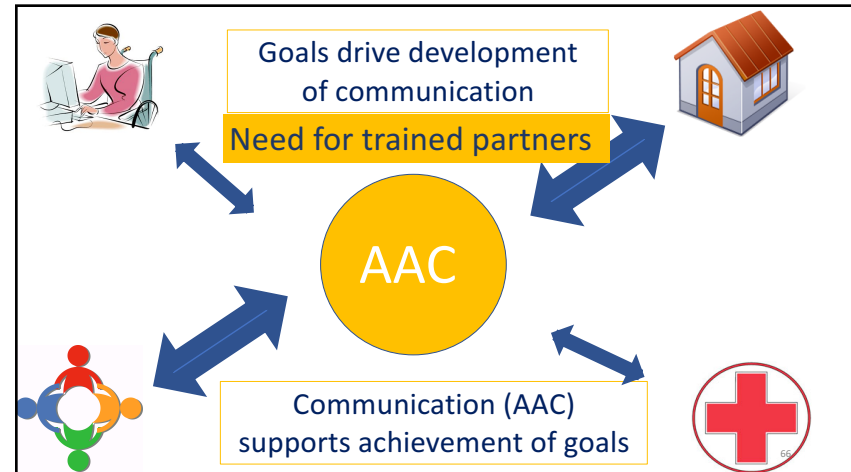 Goals drive development
of communication
Need for trained partners
AAC
Communication (AAC)
supports achievement of goals
66